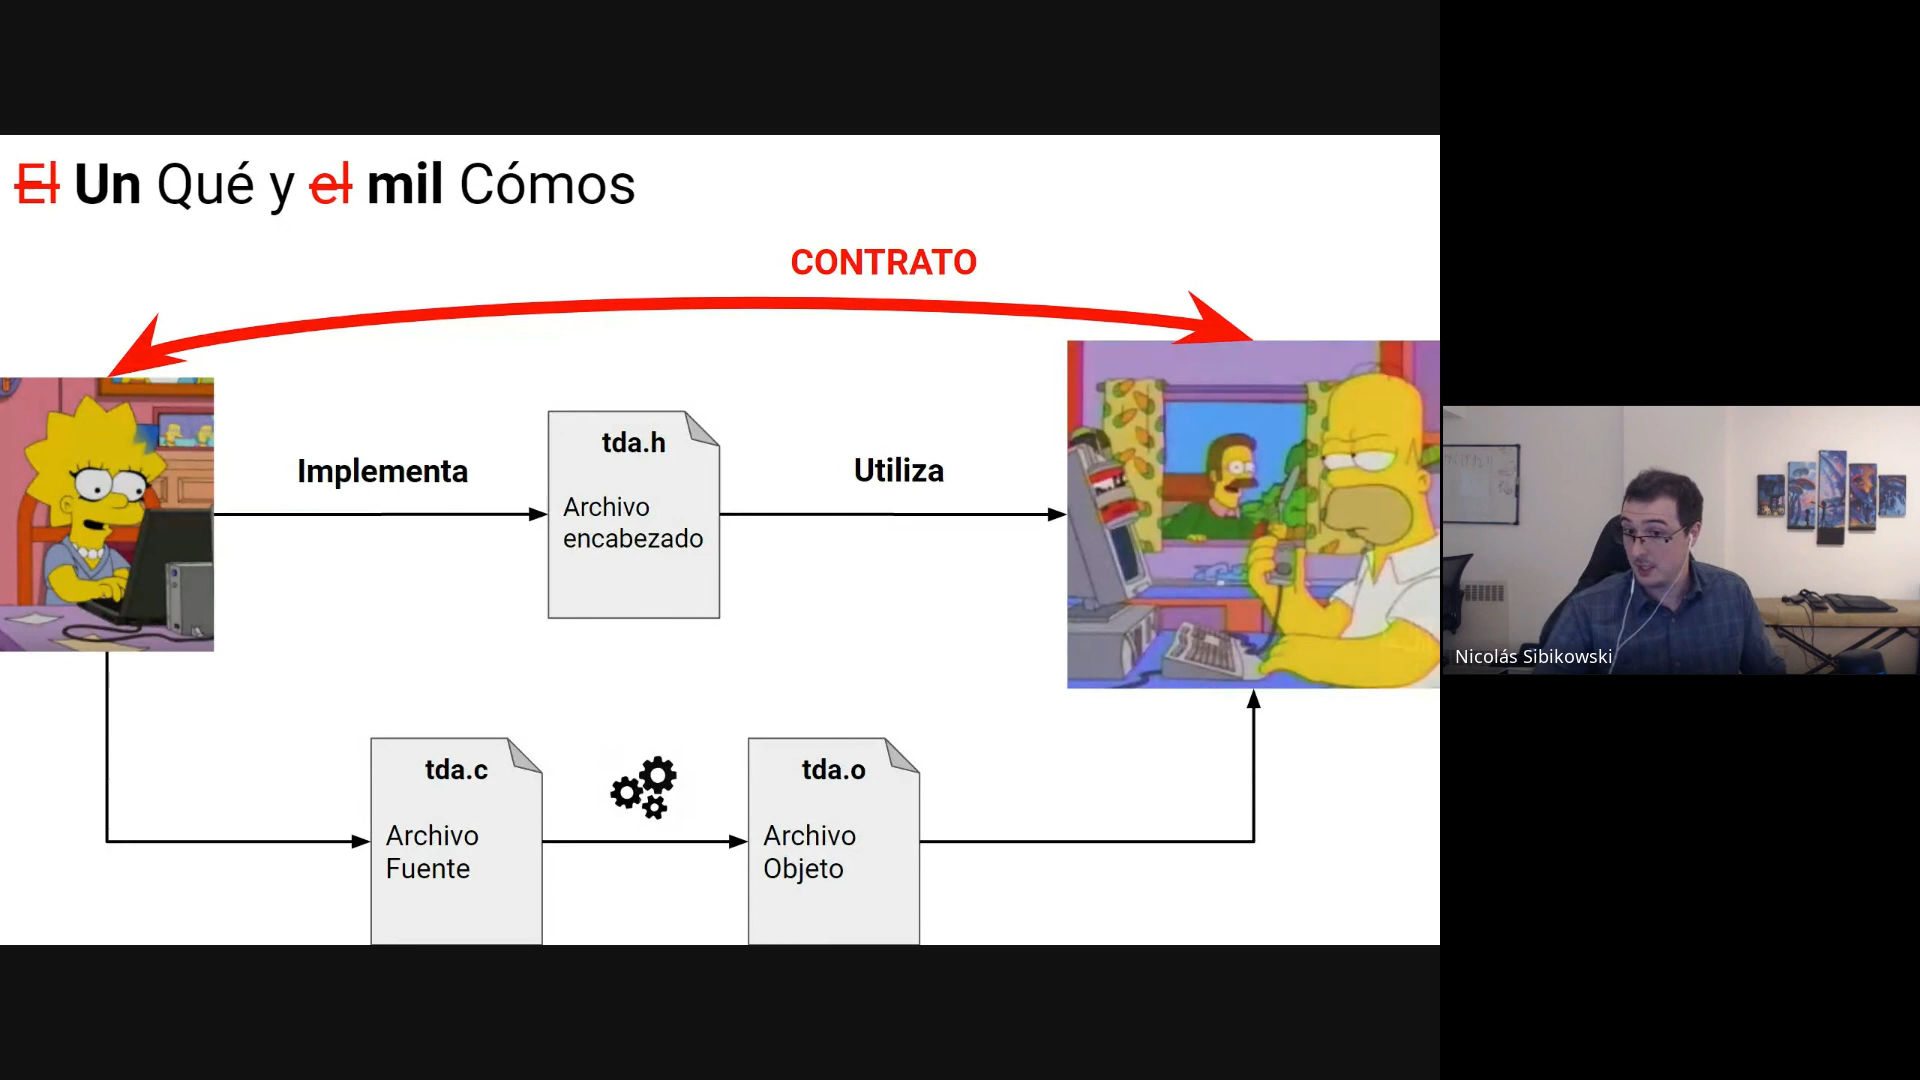 El Un Qué y el mil Cómos
CONTRATO
Implementa
tda.h
Archivo
encabezado
Utiliza
tda.c
Archivo
Fuente
tda.o
Archivo
Objeto
Nicolás Sibikowski